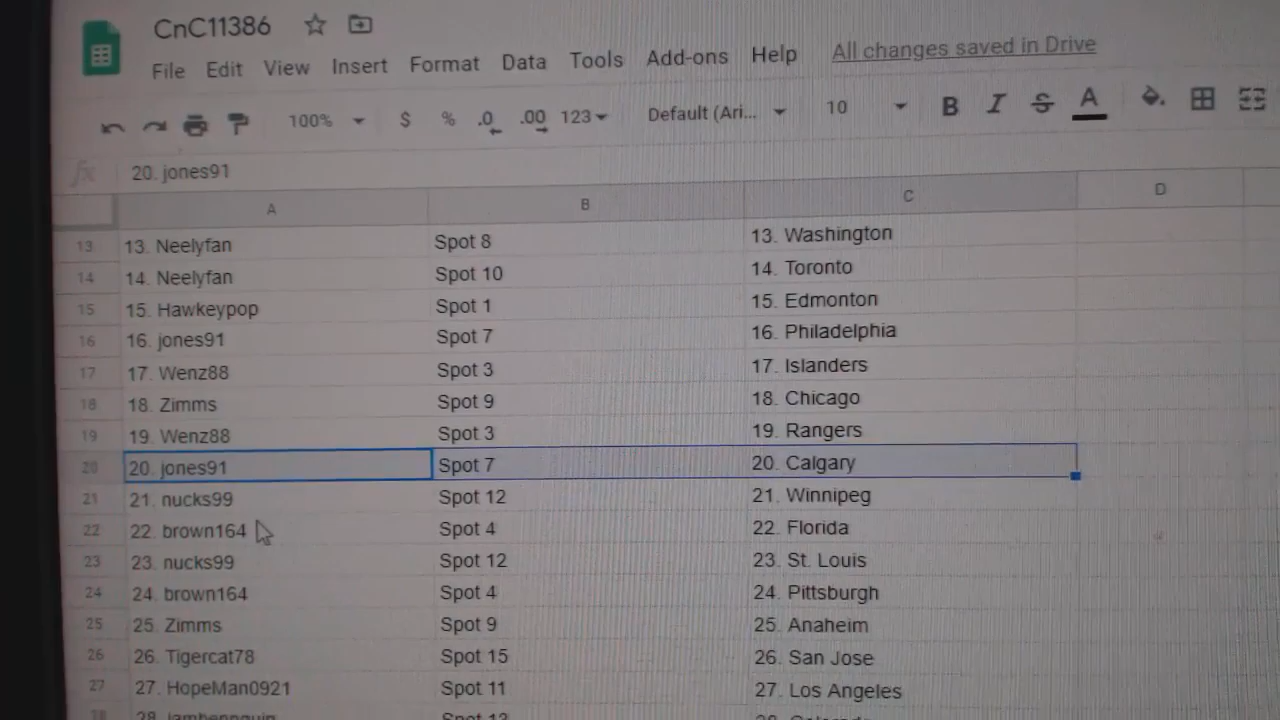 CnC11386
File Edit View Insert Format Data Tools Add-ons Help All changes saved in Drive
100% $ % .0 .00 123 Default (Ari... 10 B I S A
fx 20. jones91
A B C D
13 13. Neelyfan Spot 8 13. Washington
14 14. Neelyfan Spot 10 14. Toronto
15 15. Hawkeypop Spot 1 15. Edmonton
16 16. jones91 Spot 7 16. Philadelphia
17 17. Wenz88 Spot 3 17. Islanders
18 18. Zimms Spot 9 18. Chicago
19 19. Wenz88 Spot 3 19. Rangers
20 20. jones91 Spot 7 20. Calgary
21 21. nucks99 Spot 12 21. Winnipeg
22 22. brown164 Spot 4 22. Florida
23 23. nucks99 Spot 12 23. St. Louis
24 24. brown164 Spot 4 24. Pittsburgh
25 25. Zimms Spot 9 25. Anaheim
26 26. Tigercat78 Spot 15 26. San Jose
27 27. HopeMan0921 Spot 11 27. Los Angeles
28.